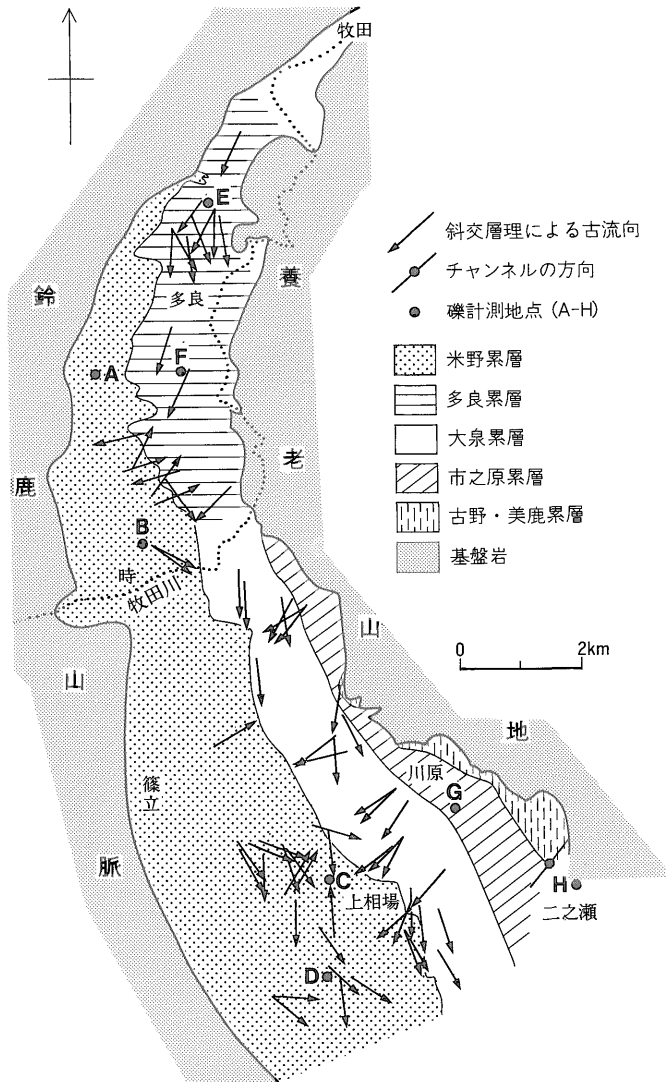 牧田
E
多良
鈴
鹿
山
脈
養
老
山
地
A
F
B
時
牧田川
篠立
川原
G
C
上相場
H
二之瀬
D
斜交層理による古流向
チャンネルの方向
礫計測地点 (A-H)
米野累層
多良累層
大泉累層
市之原累層
古野・美鹿累層
基盤岩
0 2km